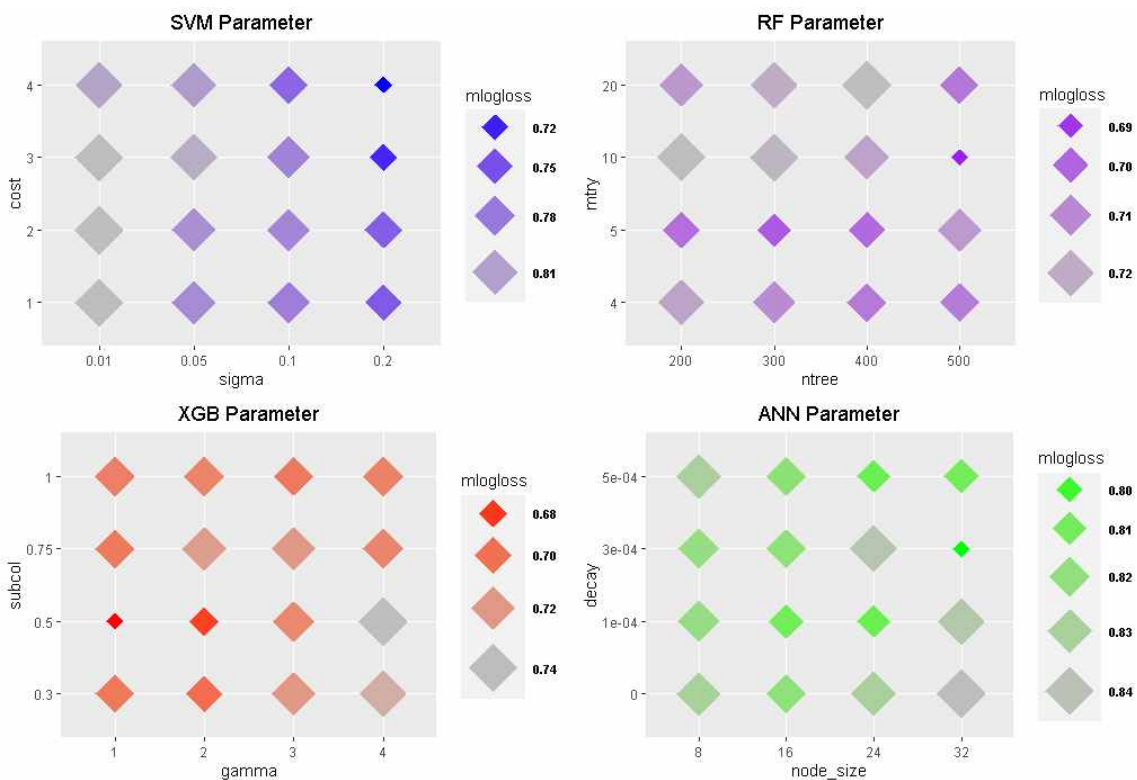 SVM Parameter
cost
4
3
2
1
0.01 0.05 0.1 0.2
sigma
mlogloss
0.72
0.75
0.78
0.81
RF Parameter
mtry
20
10
5
4
200 300 400 500
ntree
mlogloss
0.69
0.70
0.71
0.72
XGB Parameter
subcol
1
0.75
0.5
0.3
1 2 3 4
gamma
mlogloss
0.68
0.70
0.72
0.74
ANN Parameter
decay
5e-04
3e-04
1e-04
0
8 16 24 32
node_size
mlogloss
0.80
0.81
0.82
0.83
0.84